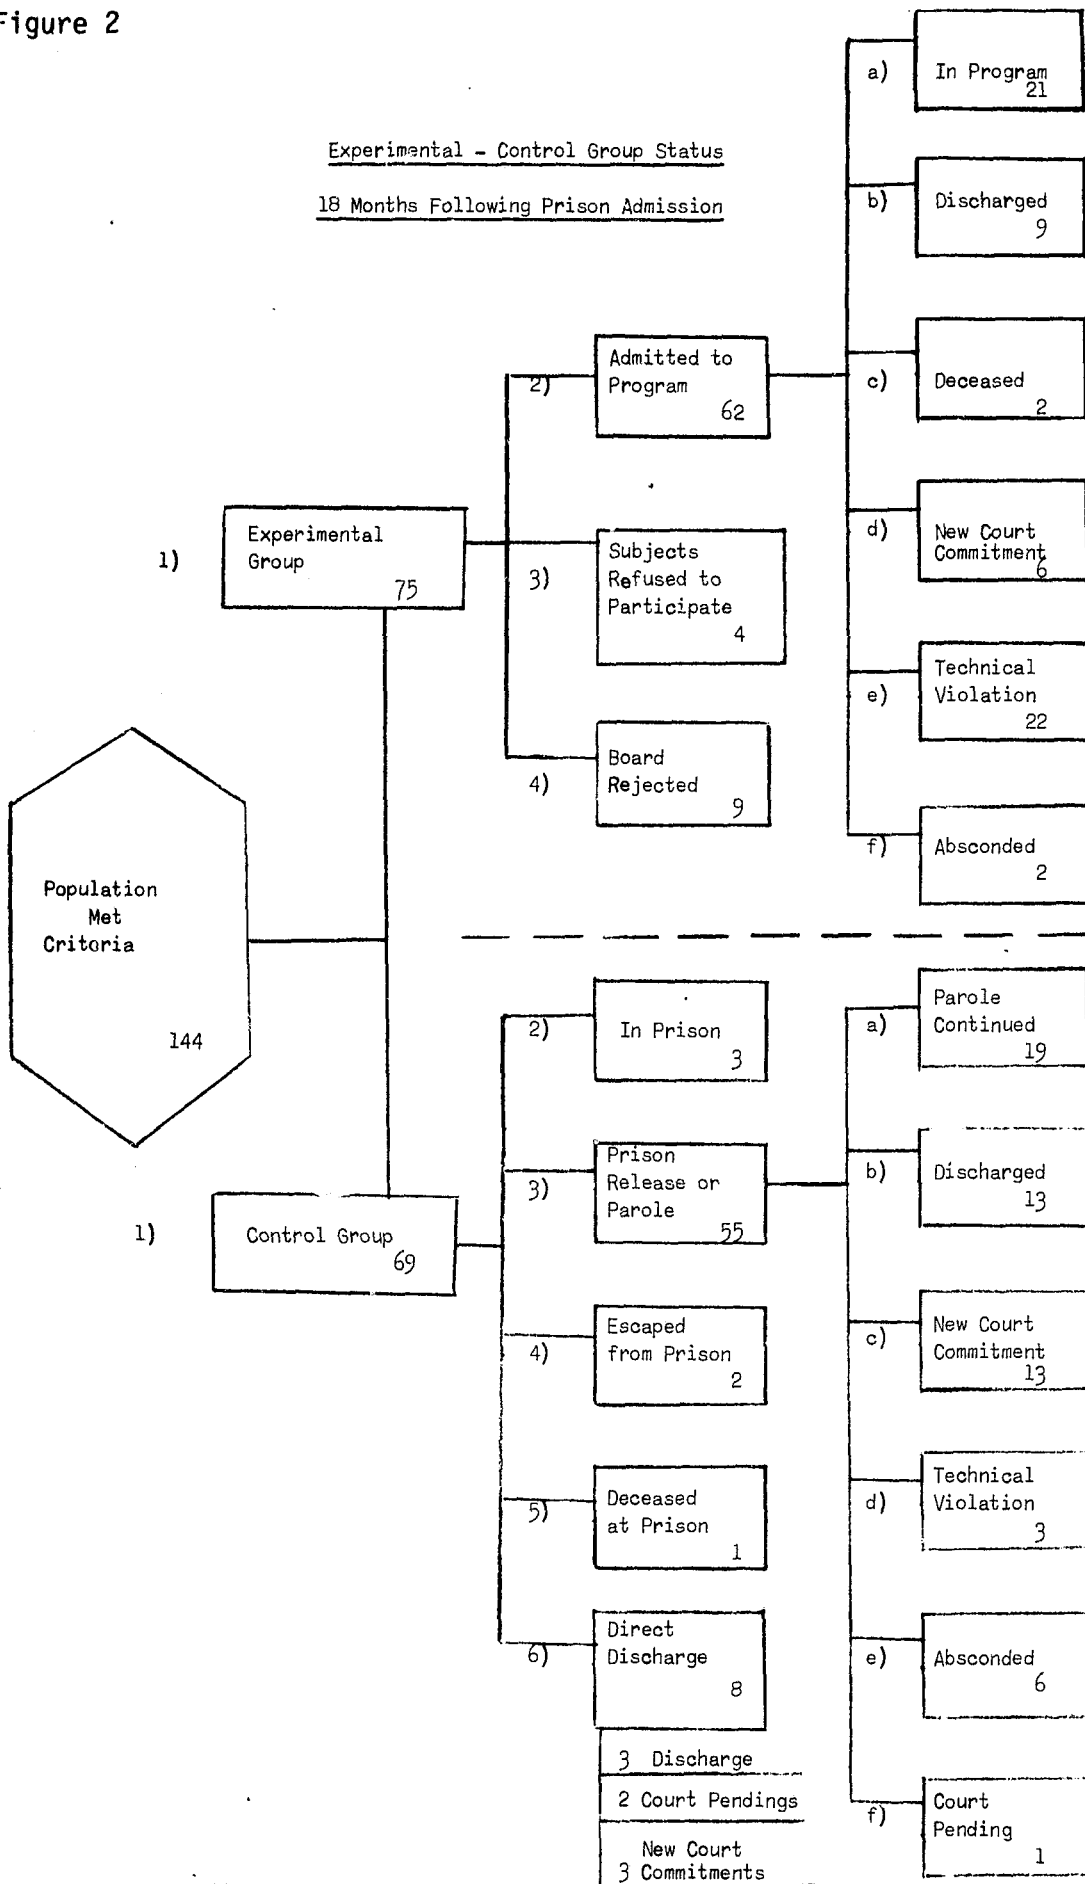 Figure 2
Experimental - Control Group Status
18 Months Following Prison Admission
Population
Met
Criteria
144
1)
Experimental
Group
75
2)
Admitted to
Program
62
3)
Subjects
Refused to
Participate
4
4)
Board
Rejected
9
a)
In Program
21
b)
Discharged
9
c)
Deceased
2
d)
New Court
Commitment
6
e)
Technical
Violation
22
f)
Absconded
2
1)
Control Group
69
2)
In Prison
3
3)
Prison
Release or
Parole
55
4)
Escaped
from Prison
2
5)
Deceased
at Prison
1
6)
Direct
Discharge
8
3 Discharge
2 Court Pendings
New Court
3 Commitments
a)
Parole
Continued
19
b)
Discharged
13
c)
New Court
Commitment
13
d)
Technical
Violation
3
e)
Absconded
6
f)
Court
Pending
1